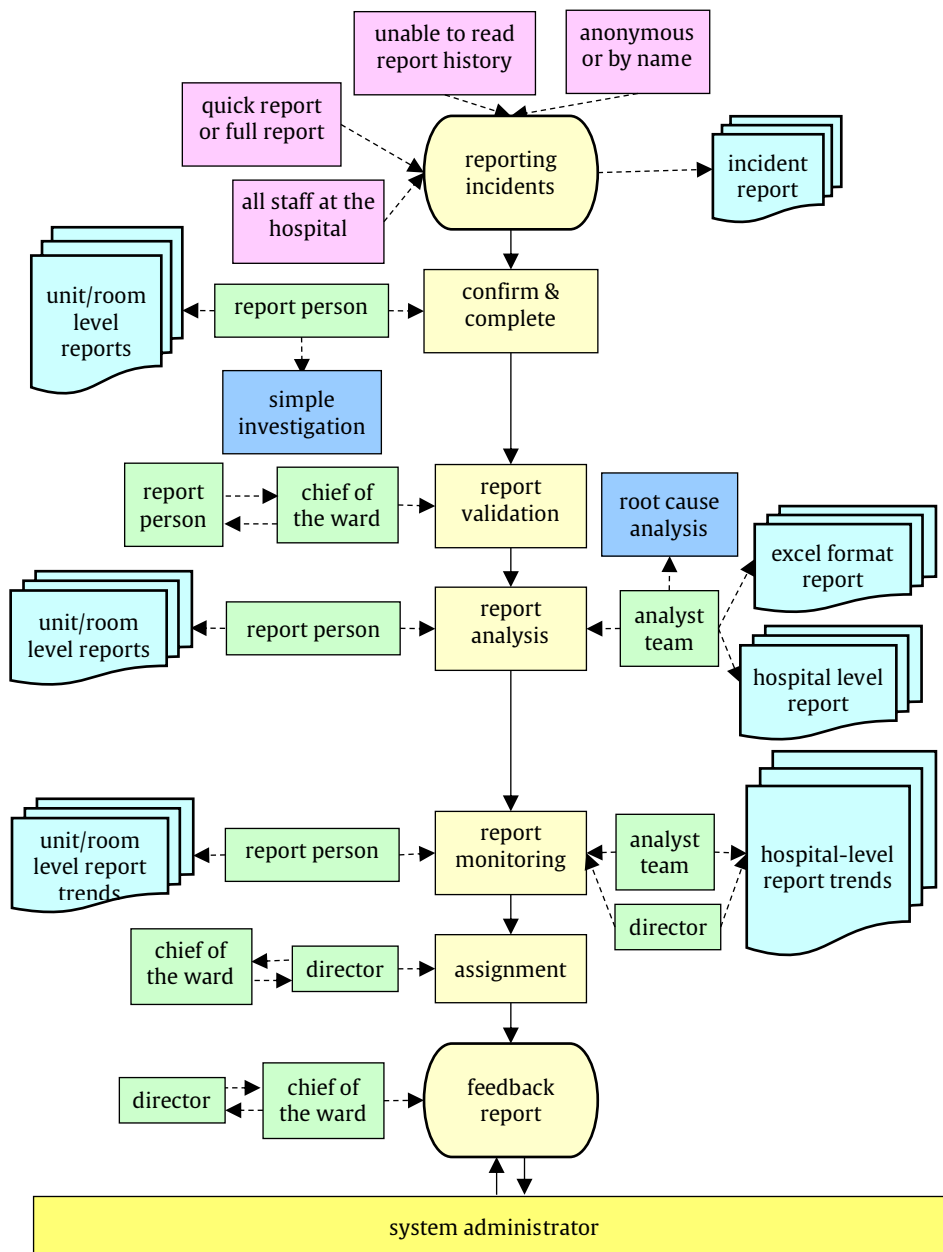 unable to read
report history
anonymous
or by name
quick report
or full report
reporting
incidents
incident
report
all staff at the
hospital
unit/room
level
reports
report person
confirm &
complete
simple
investigation
report
person
chief of
the ward
report
validation
root cause
analysis
excel format
report
unit/room
level reports
report person
report
analysis
analyst
team
hospital level
report
unit/room
level report
trends
report person
report
monitoring
analyst
team
hospital-level
report trends
director
chief of
the ward
director
assignment
director
chief of
the ward
feedback
report
system administrator